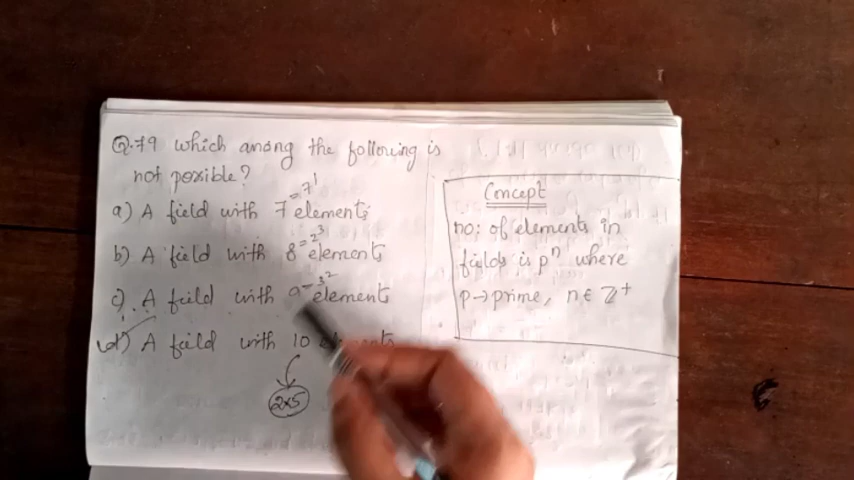 Q.79 which among the following is
not possible?
a) A field with 7 = 7¹ elements
b) A field with 8 = 2³ elements
c) A field with 9 = 3² elements
d) A field with 10
2×5
Concept
no: of elements in
fields is pⁿ where
p→prime, n ∈ Z⁺